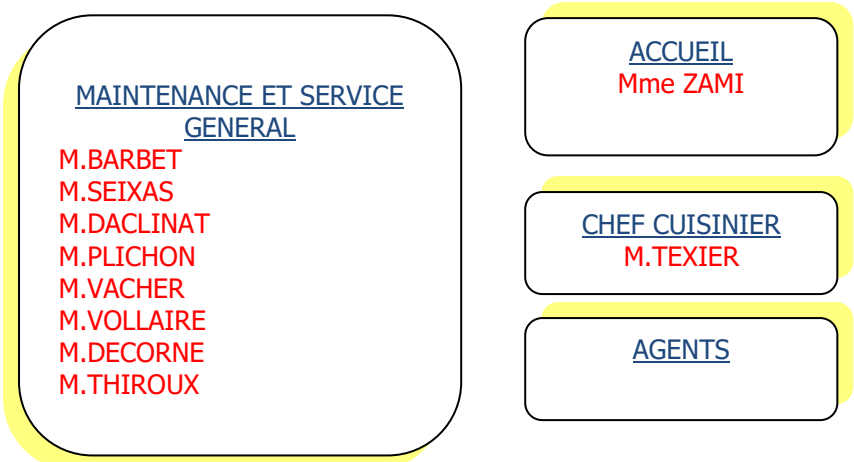 MAINTENANCE ET SERVICE
GENERAL
M.BARBET
M.SEIXAS
M.DACLINAT
M.PLICHON
M.VACHER
M.VOLLAIRE
M.DECORNE
M.THIROUX
ACCUEIL
Mme ZAMI
CHEF CUISINIER
M.TEXIER
AGENTS